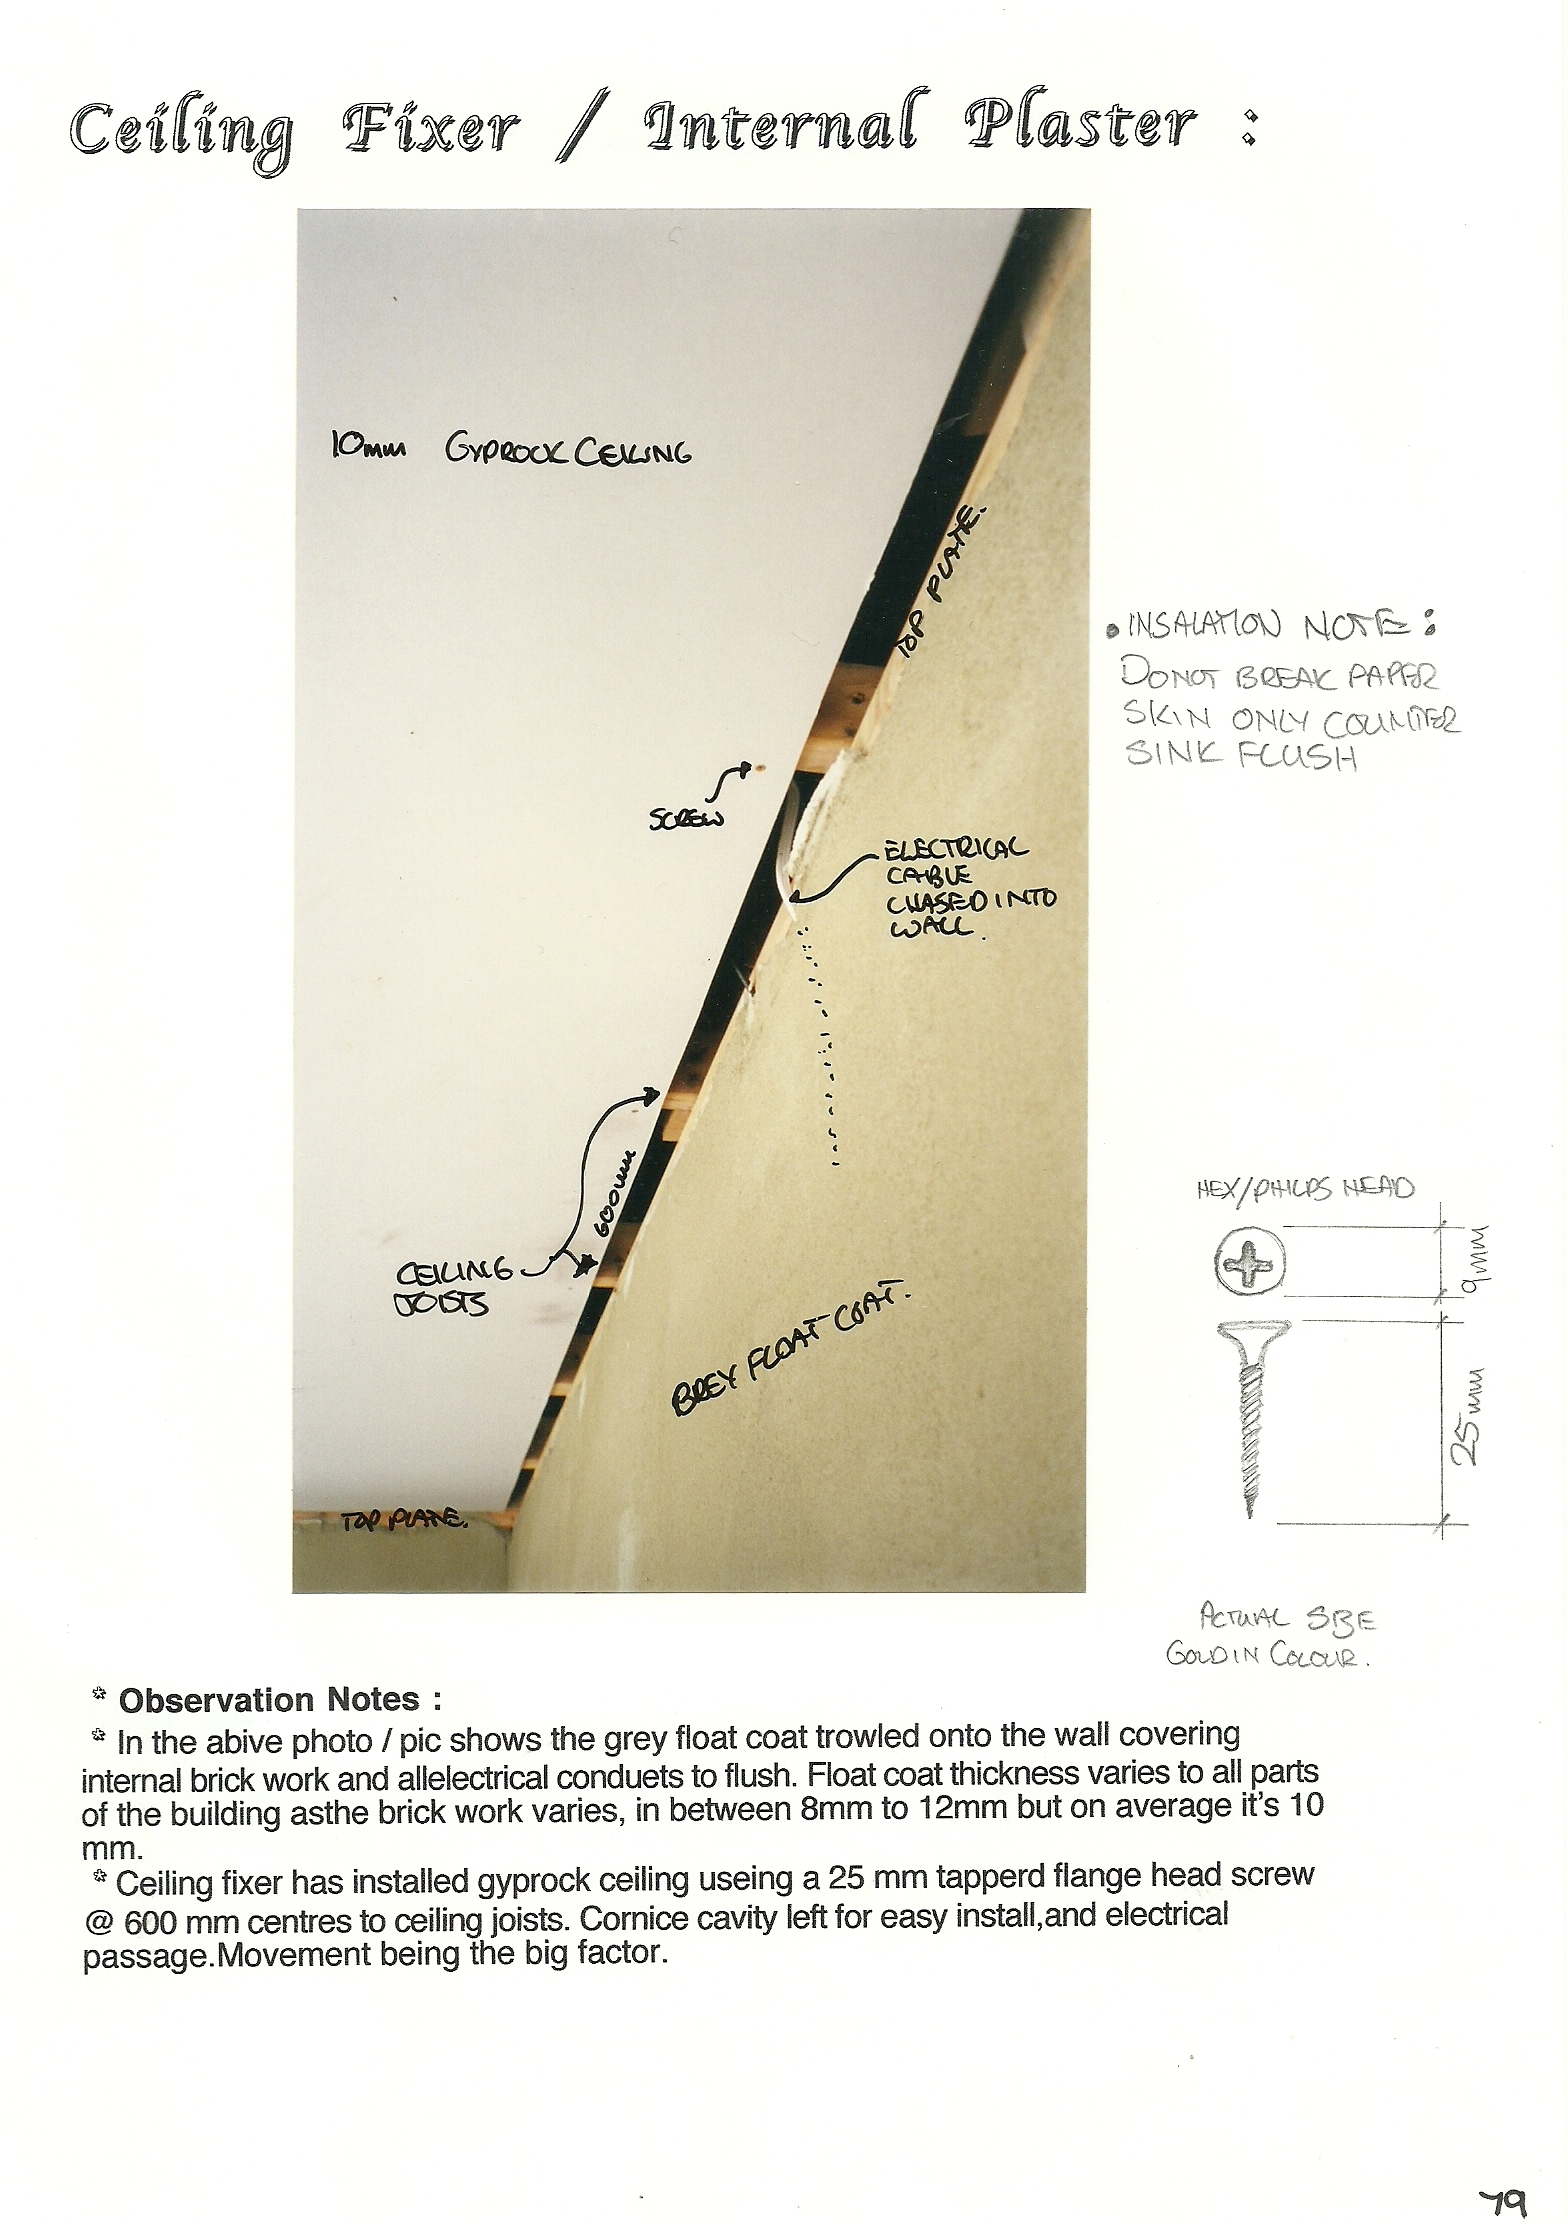 Ceiling Fixer / Internal Plaster :
10mm GYPROCK CEILING
TOP PLATE.
• INSALATION NOTE :
DO NOT BREAK PAPER
SKIN ONLY COUNTER
SINK FLUSH
SCREW
ELECTRICAL
CABLE
CHASED INTO
WALL.
600mm
CEILING
JOISTS
HEX/PHILIPS HEAD
9mm
25mm
GREY FLOAT COAT.
TOP PLATE.
ACTUAL SIZE
GOLD IN COLOUR.
* Observation Notes :
* In the abive photo / pic shows the grey float coat trowled onto the wall covering
internal brick work and allelectrical conduets to flush. Float coat thickness varies to all parts
of the building asthe brick work varies, in between 8mm to 12mm but on average it's 10
mm.
* Ceiling fixer has installed gyprock ceiling useing a 25 mm tapperd flange head screw
@ 600 mm centres to ceiling joists. Cornice cavity left for easy install,and electrical
passage.Movement being the big factor.
79